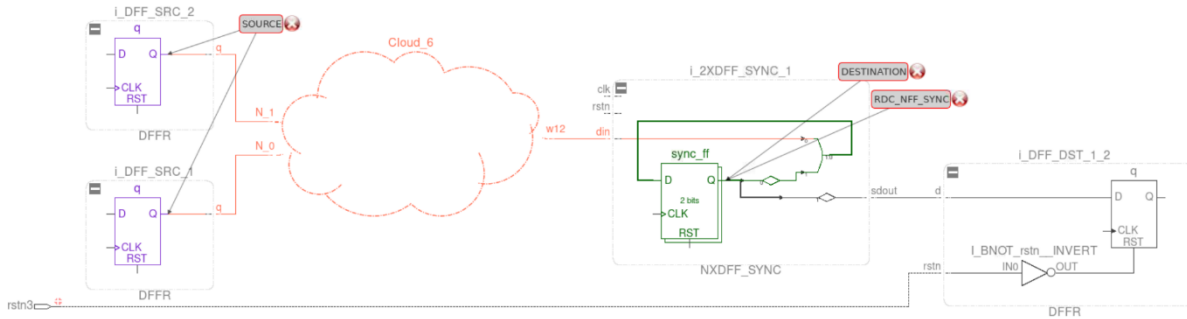 i_DFF_SRC_2
q
D Q
CLK
RST
DFFR
SOURCE
q
N_1
Cloud_6
w12
i_DFF_SRC_1
q
D Q
CLK
RST
DFFR
q
N_0
i_2XDFF_SYNC_1
clk
rstn
din
sync_ff
D Q
2 bits
CLK
RST
NXDFF_SYNC
DESTINATION
RDC_NFF_SYNC
sdout
i_DFF_DST_1_2
d
q
D Q
CLK
RST
I_BNOT_rstn__INVERT
IN0 OUT
rstn
DFFR
rstn3